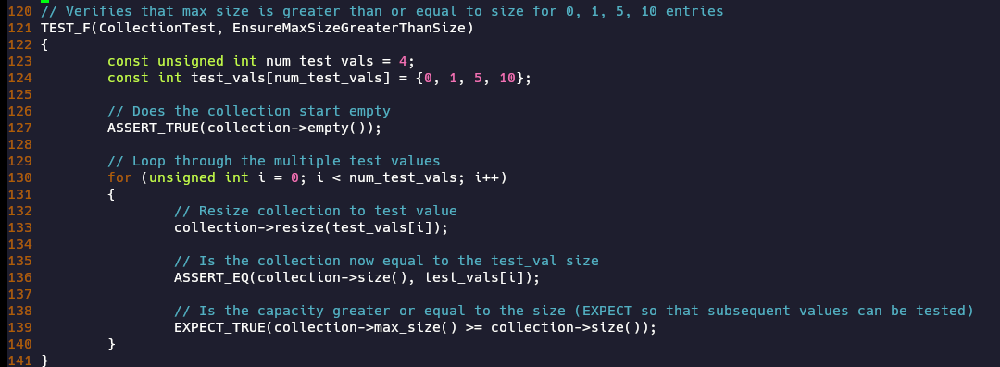 120 // Verifies that max size is greater than or equal to size for 0, 1, 5, 10 entries
121 TEST_F(CollectionTest, EnsureMaxSizeGreaterThanSize)
122 {
123         const unsigned int num_test_vals = 4;
124         const int test_vals[num_test_vals] = {0, 1, 5, 10};
125
126         // Does the collection start empty
127         ASSERT_TRUE(collection->empty());
128
129         // Loop through the multiple test values
130         for (unsigned int i = 0; i < num_test_vals; i++)
131         {
132                 // Resize collection to test value
133                 collection->resize(test_vals[i]);
134
135                 // Is the collection now equal to the test_val size
136                 ASSERT_EQ(collection->size(), test_vals[i]);
137
138                 // Is the capacity greater or equal to the size (EXPECT so that subsequent values can be tested)
139                 EXPECT_TRUE(collection->max_size() >= collection->size());
140         }
141 }